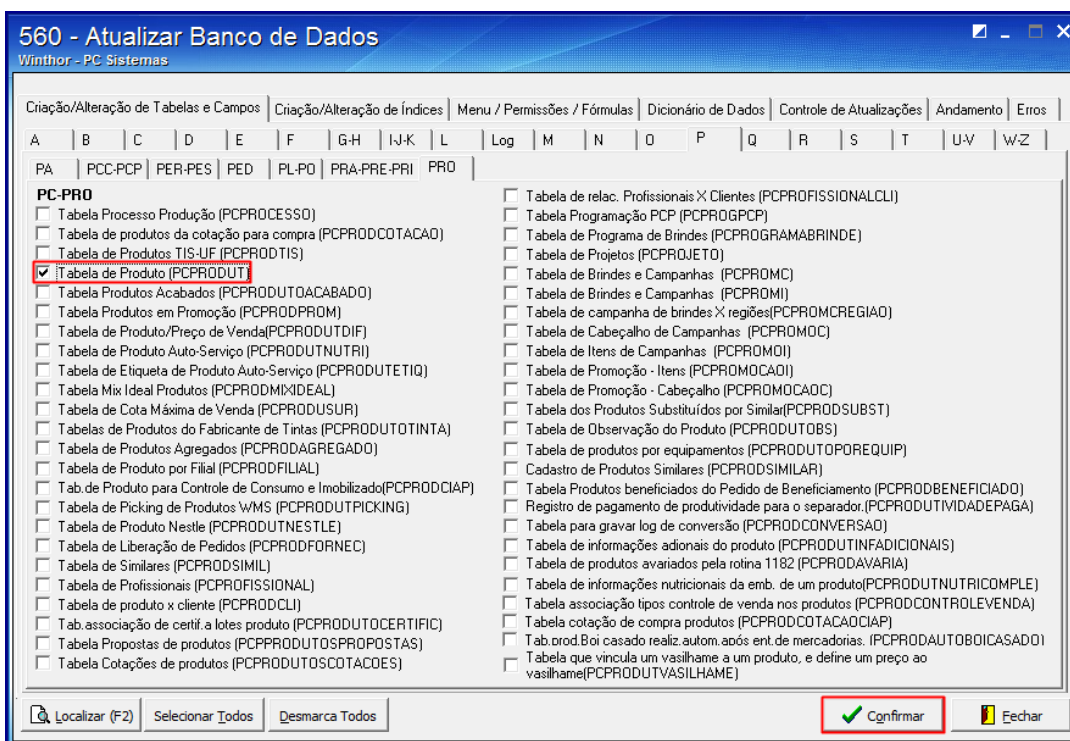 560 - Atualizar Banco de Dados
Winthor - PC Sistemas
Criação/Alteração de Tabelas e Campos Criação/Alteração de Índices Menu / Permissões / Fórmulas Dicionário de Dados Controle de Atualizações Andamento Erros
A B C D E F G-H I-J-K L Log M N O P Q R S T U-V W-Z
PA PCC-PCP PER-PES PED PL-PO PRA-PRE-PRI PRO
PC-PRO
Tabela Processo Produção (PCPROCESSO)
Tabela de produtos da cotação para compra (PCPRODCOTACAO)
Tabela de Produtos TIS-UF (PCPRODTIS)
Tabela de Produto (PCPRODUT)
Tabela Produtos Acabados (PCPRODUTOACABADO)
Tabela Produtos em Promoção (PCPRODPROM)
Tabela de Produto/Preço de Venda(PCPRODUTDIF)
Tabela de Produto Auto-Serviço (PCPRODUTNUTRI)
Tabela de Etiqueta de Produto Auto-Serviço (PCPRODUTETIQ)
Tabela Mix Ideal Produtos (PCPRODMIXIDEAL)
Tabela de Cota Máxima de Venda (PCPRODUSUR)
Tabelas de Produtos do Fabricante de Tintas (PCPRODUTOTINTA)
Tabela de Produtos Agregados (PCPRODAGREGADO)
Tabela de Produto por Filial (PCPRODFILIAL)
Tab.de Produto para Controle de Consumo e Imobilizado(PCPRODCIAP)
Tabela de Picking de Produtos WMS (PCPRODUTPICKING)
Tabela de Produto Nestle (PCPRODUTNESTLE)
Tabela de Liberação de Pedidos (PCPRODFORNEC)
Tabela de Similares (PCPRODSIMIL)
Tabela de Profissionais (PCPROFISSIONAL)
Tabela de produto x cliente (PCPRODCLI)
Tab.associação de certif.a lotes produto (PCPRODUTOCERTIFIC)
Tabela Propostas de produtos (PCPPRODUTOSPROPOSTAS)
Tabela Cotações de produtos (PCPPRODUTOSCOTACOES)
Tabela de relac. Profissionais X Clientes (PCPROFISSIONALCLI)
Tabela Programação PCP (PCPROGPCP)
Tabela de Programa de Brindes (PCPROGRAMABRINDE)
Tabela de Projetos (PCPROJETO)
Tabela de Brindes e Campanhas (PCPROMC)
Tabela de Brindes e Campanhas (PCPROMI)
Tabela de campanha de brindes X regiões(PCPROMCREGIAO)
Tabela de Cabeçalho de Campanhas (PCPROMOC)
Tabela de Itens de Campanhas (PCPROMOI)
Tabela de Promoção - Itens (PCPROMOCAOI)
Tabela de Promoção - Cabeçalho (PCPROMOCAOC)
Tabela dos Produtos Substituídos por Similar(PCPRODSUBST)
Tabela de Observação do Produto (PCPRODUTOBS)
Tabela de produtos por equipamentos (PCPRODUTOPOREQUIP)
Cadastro de Produtos Similares (PCPRODSIMILAR)
Tabela Produtos beneficiados do Pedido de Beneficiamento (PCPRODBENEFICIADO)
Registro de pagamento de produtividade para o separador.(PCPRODUTIVIDADEPAGA)
Tabela para gravar log de conversão (PCPRODCONVERSAO)
Tabela de informações adionais do produto (PCPRODUTINFADICIONAIS)
Tabela de produtos avariados pela rotina 1182 (PCPRODAVARIA)
Tabela de informações nutricionais da emb. de um produto(PCPRODUTNUTRICOMPLE)
Tabela associação tipos controle de venda nos produtos (PCPRODCONTROLEVENDA)
Tabela cotação de compra produtos (PCPRODCOTACAOCIAP)
Tab.prod.Boi casado realiz.autom.após ent.de mercadorias. (PCPRODAUTOBOICASADO)
Tabela que vincula um vasilhame a um produto, e define um preço ao
vasilhame(PCPRODUTVASILHAME)
Localizar (F2) Selecionar Todos Desmarca Todos Confirmar Fechar